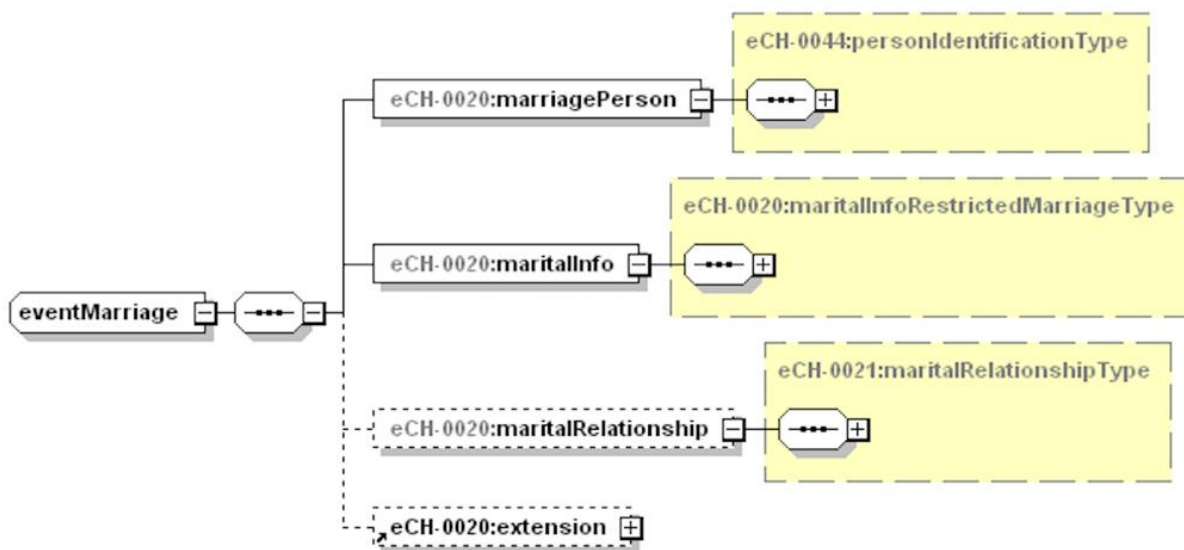 eCH-0044:personIdentificationType
eCH-0020:marriagePerson
eCH-0020:maritalInfoRestrictedMarriageType
eCH-0020:maritalInfo
eventMarriage
eCH-0021:maritalRelationshipType
eCH-0020:maritalRelationship
eCH-0020:extension